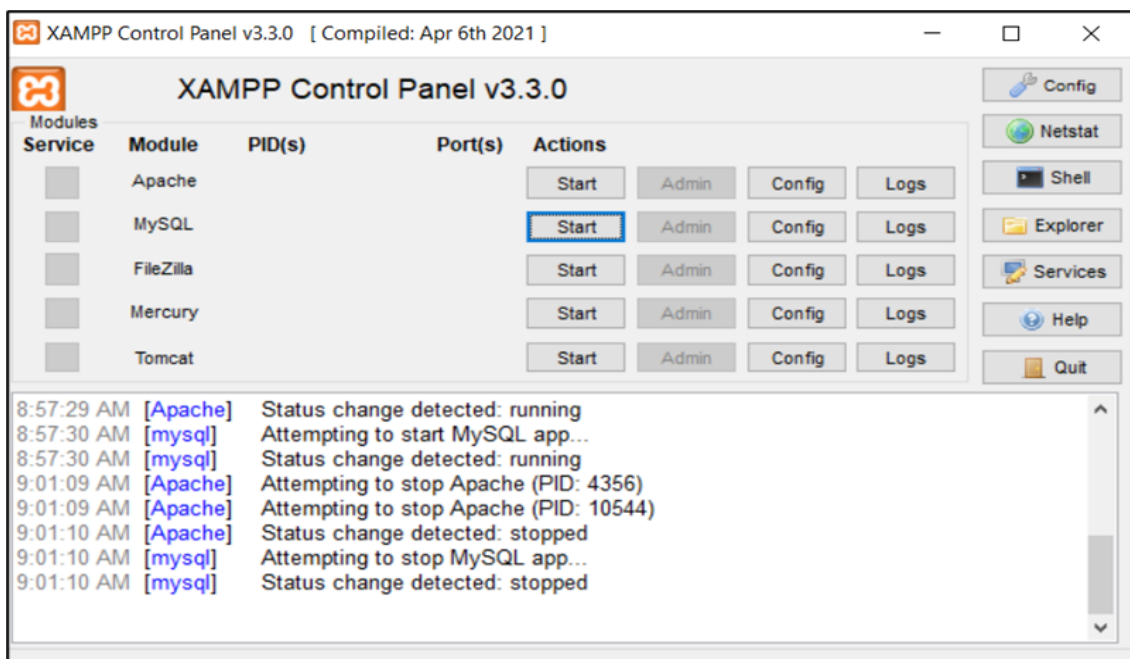 XAMPP Control Panel v3.3.0 [ Compiled: Apr 6th 2021 ]
XAMPP Control Panel v3.3.0
Config
Modules
Service Module PID(s) Port(s) Actions
Netstat
Apache Start Admin Config Logs
Shell
MySQL Start Admin Config Logs
Explorer
FileZilla Start Admin Config Logs
Services
Mercury Start Admin Config Logs
Help
Tomcat Start Admin Config Logs
Quit
8:57:29 AM [Apache] Status change detected: running
8:57:30 AM [mysql] Attempting to start MySQL app...
8:57:30 AM [mysql] Status change detected: running
9:01:09 AM [Apache] Attempting to stop Apache (PID: 4356)
9:01:09 AM [Apache] Attempting to stop Apache (PID: 10544)
9:01:10 AM [Apache] Status change detected: stopped
9:01:10 AM [mysql] Attempting to stop MySQL app...
9:01:10 AM [mysql] Status change detected: stopped